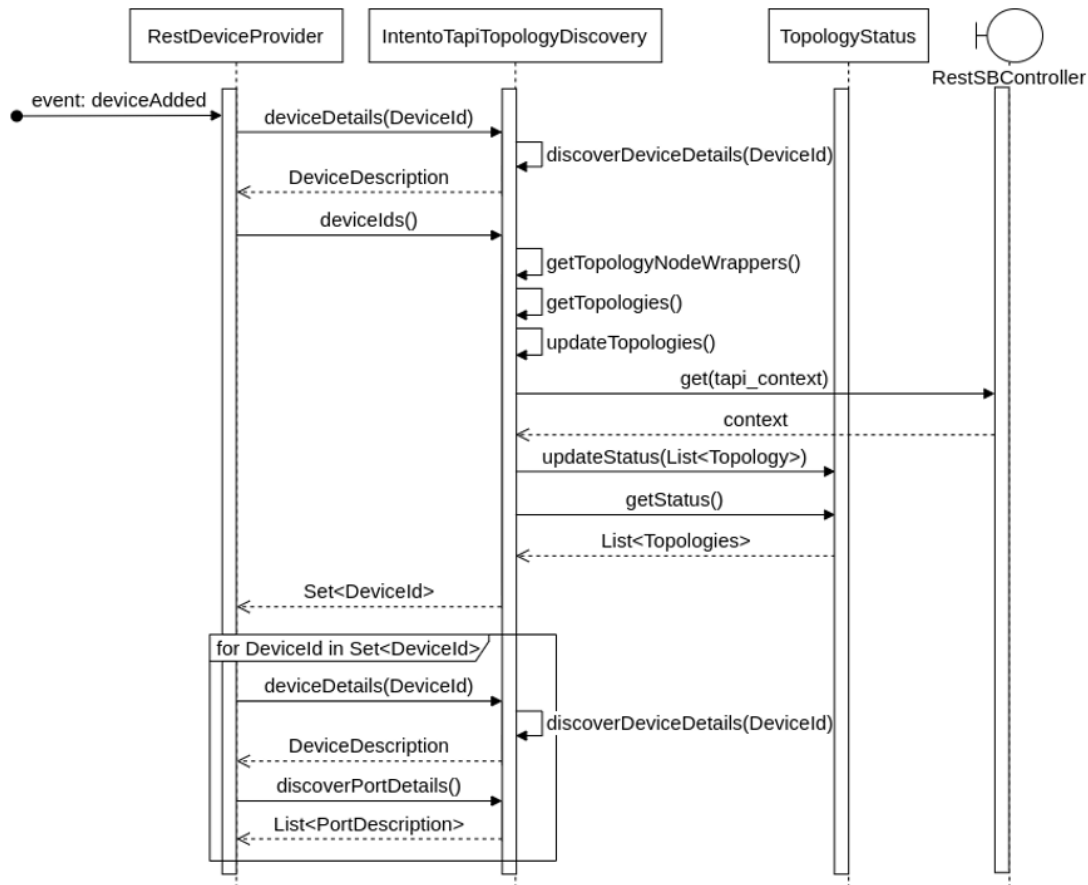 RestDeviceProvider
IntentoTapiTopologyDiscovery
TopologyStatus
RestSBController
event: deviceAdded
deviceDetails(DeviceId)
discoverDeviceDetails(DeviceId)
DeviceDescription
deviceIds()
getTopologyNodeWrappers()
getTopologies()
updateTopologies()
get(tapi_context)
context
updateStatus(List<Topology>)
getStatus()
List<Topologies>
Set<DeviceId>
for DeviceId in Set<DeviceId>
deviceDetails(DeviceId)
discoverDeviceDetails(DeviceId)
DeviceDescription
discoverPortDetails()
List<PortDescription>